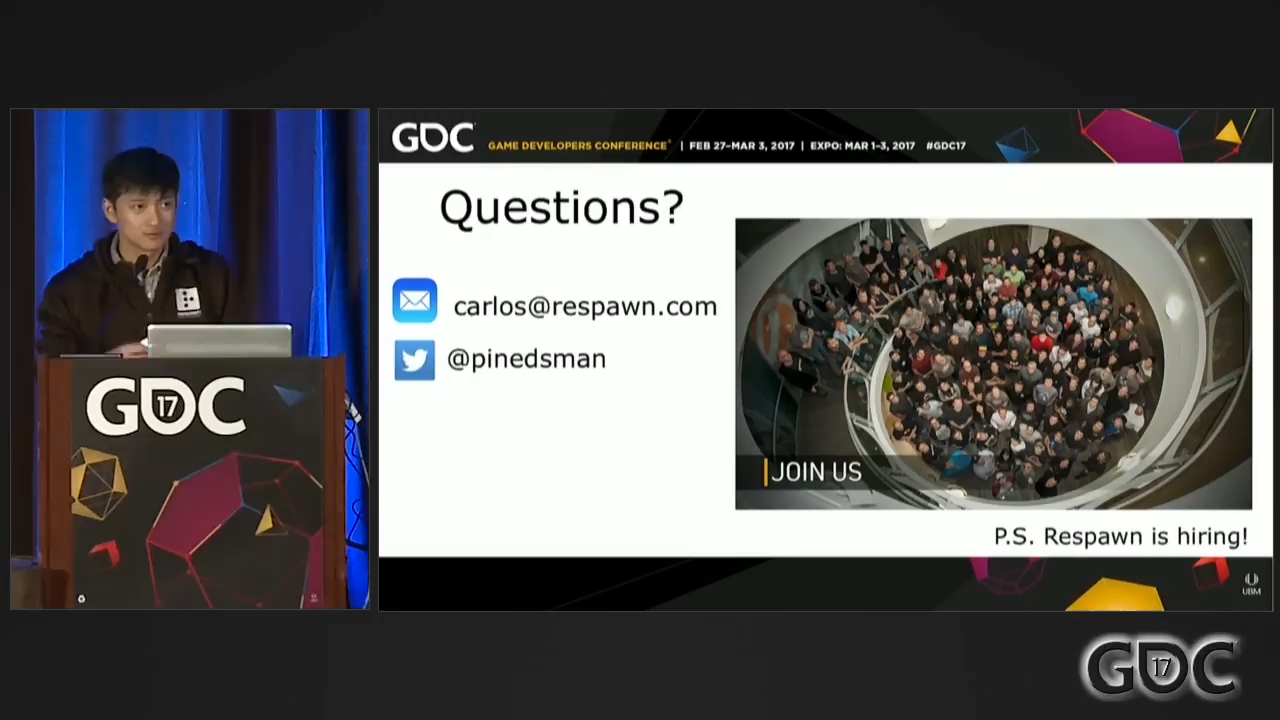 GDC
17
GDC GAME DEVELOPERS CONFERENCE® | FEB 27–MAR 3, 2017 | EXPO: MAR 1–3, 2017 #GDC17
Questions?
carlos@respawn.com
@pinedsman
JOIN US
P.S. Respawn is hiring!
UBM
GDC
17